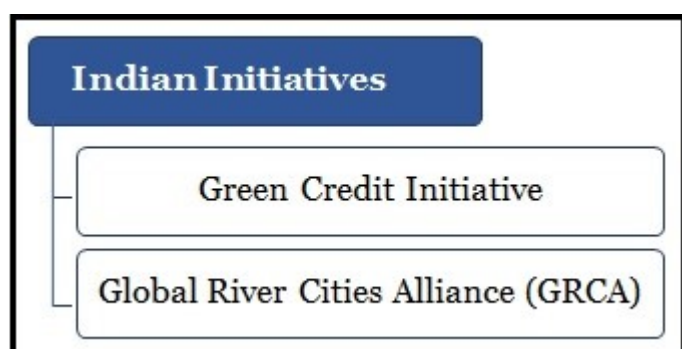 Indian Initiatives
Green Credit Initiative
Global River Cities Alliance (GRCA)